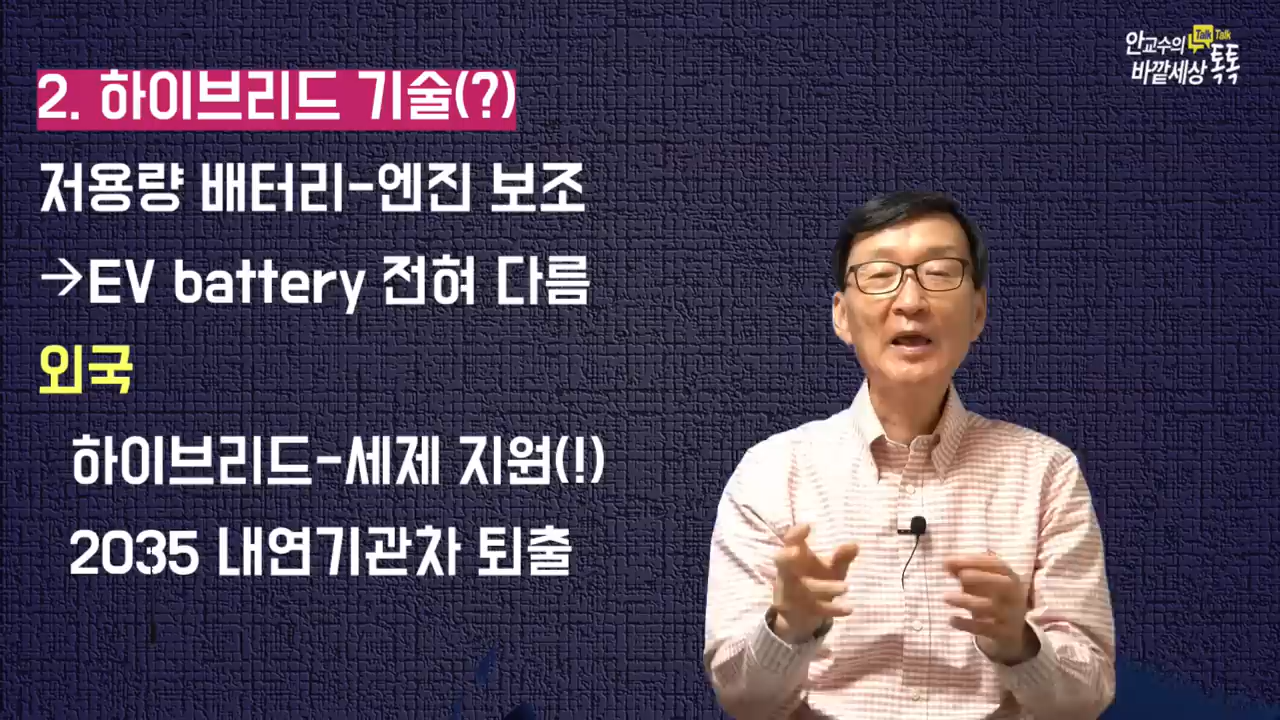 2. 하이브리드 기술(?)
저용량 배터리-엔진 보조
→EV battery 전혀 다름
외국
하이브리드-세제 지원(!)
2035 내연기관차 퇴출
안교수의 Talk Talk
바깥세상 톡톡